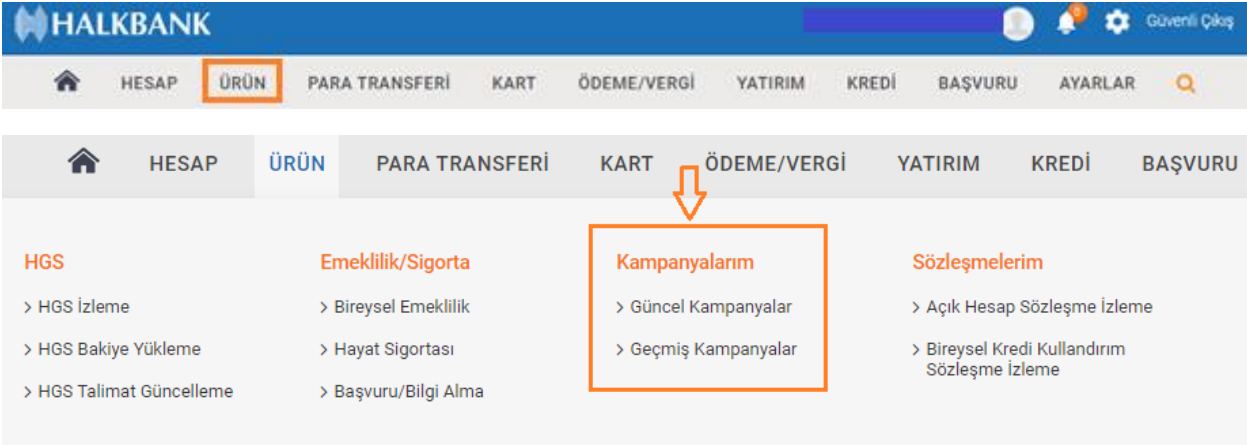 HALKBANK
0
Güvenli Çıkış
HESAP ÜRÜN PARA TRANSFERİ KART ÖDEME/VERGİ YATIRIM KREDİ BAŞVURU AYARLAR
HESAP ÜRÜN PARA TRANSFERİ KART ÖDEME/VERGİ YATIRIM KREDİ BAŞVURU
HGS
> HGS İzleme
> HGS Bakiye Yükleme
> HGS Talimat Güncelleme
Emeklilik/Sigorta
> Bireysel Emeklilik
> Hayat Sigortası
> Başvuru/Bilgi Alma
Kampanyalarım
> Güncel Kampanyalar
> Geçmiş Kampanyalar
Sözleşmelerim
> Açık Hesap Sözleşme İzleme
> Bireysel Kredi Kullandırım
Sözleşme İzleme